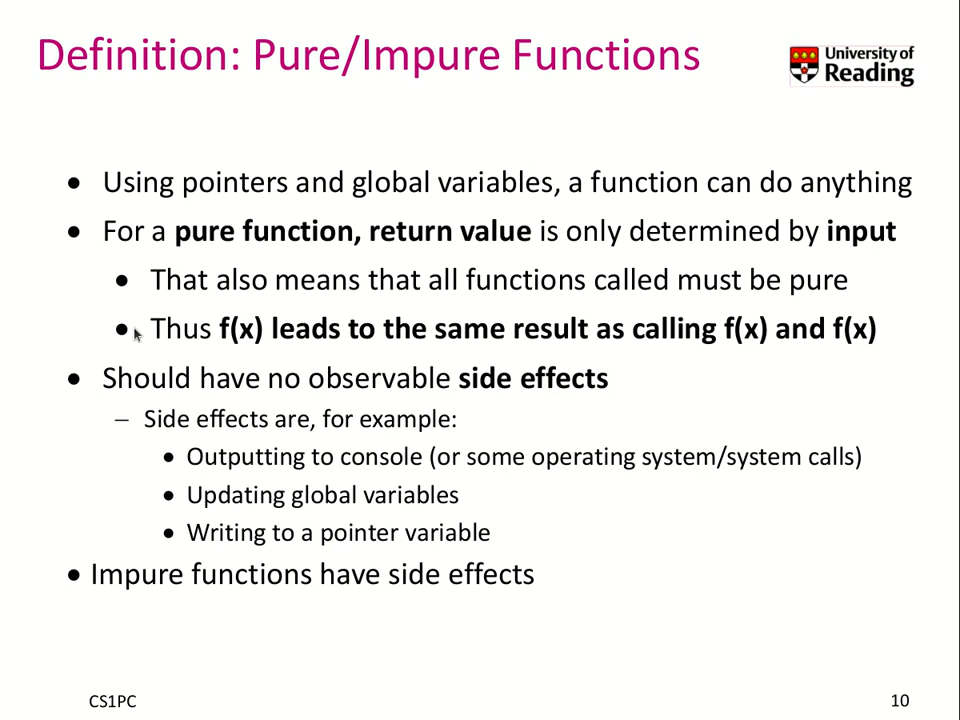 Definition: Pure/Impure Functions
University of
Reading
• Using pointers and global variables, a function can do anything
• For a pure function, return value is only determined by input
• That also means that all functions called must be pure
• Thus f(x) leads to the same result as calling f(x) and f(x)
• Should have no observable side effects
– Side effects are, for example:
• Outputting to console (or some operating system/system calls)
• Updating global variables
• Writing to a pointer variable
• Impure functions have side effects
CS1PC
10